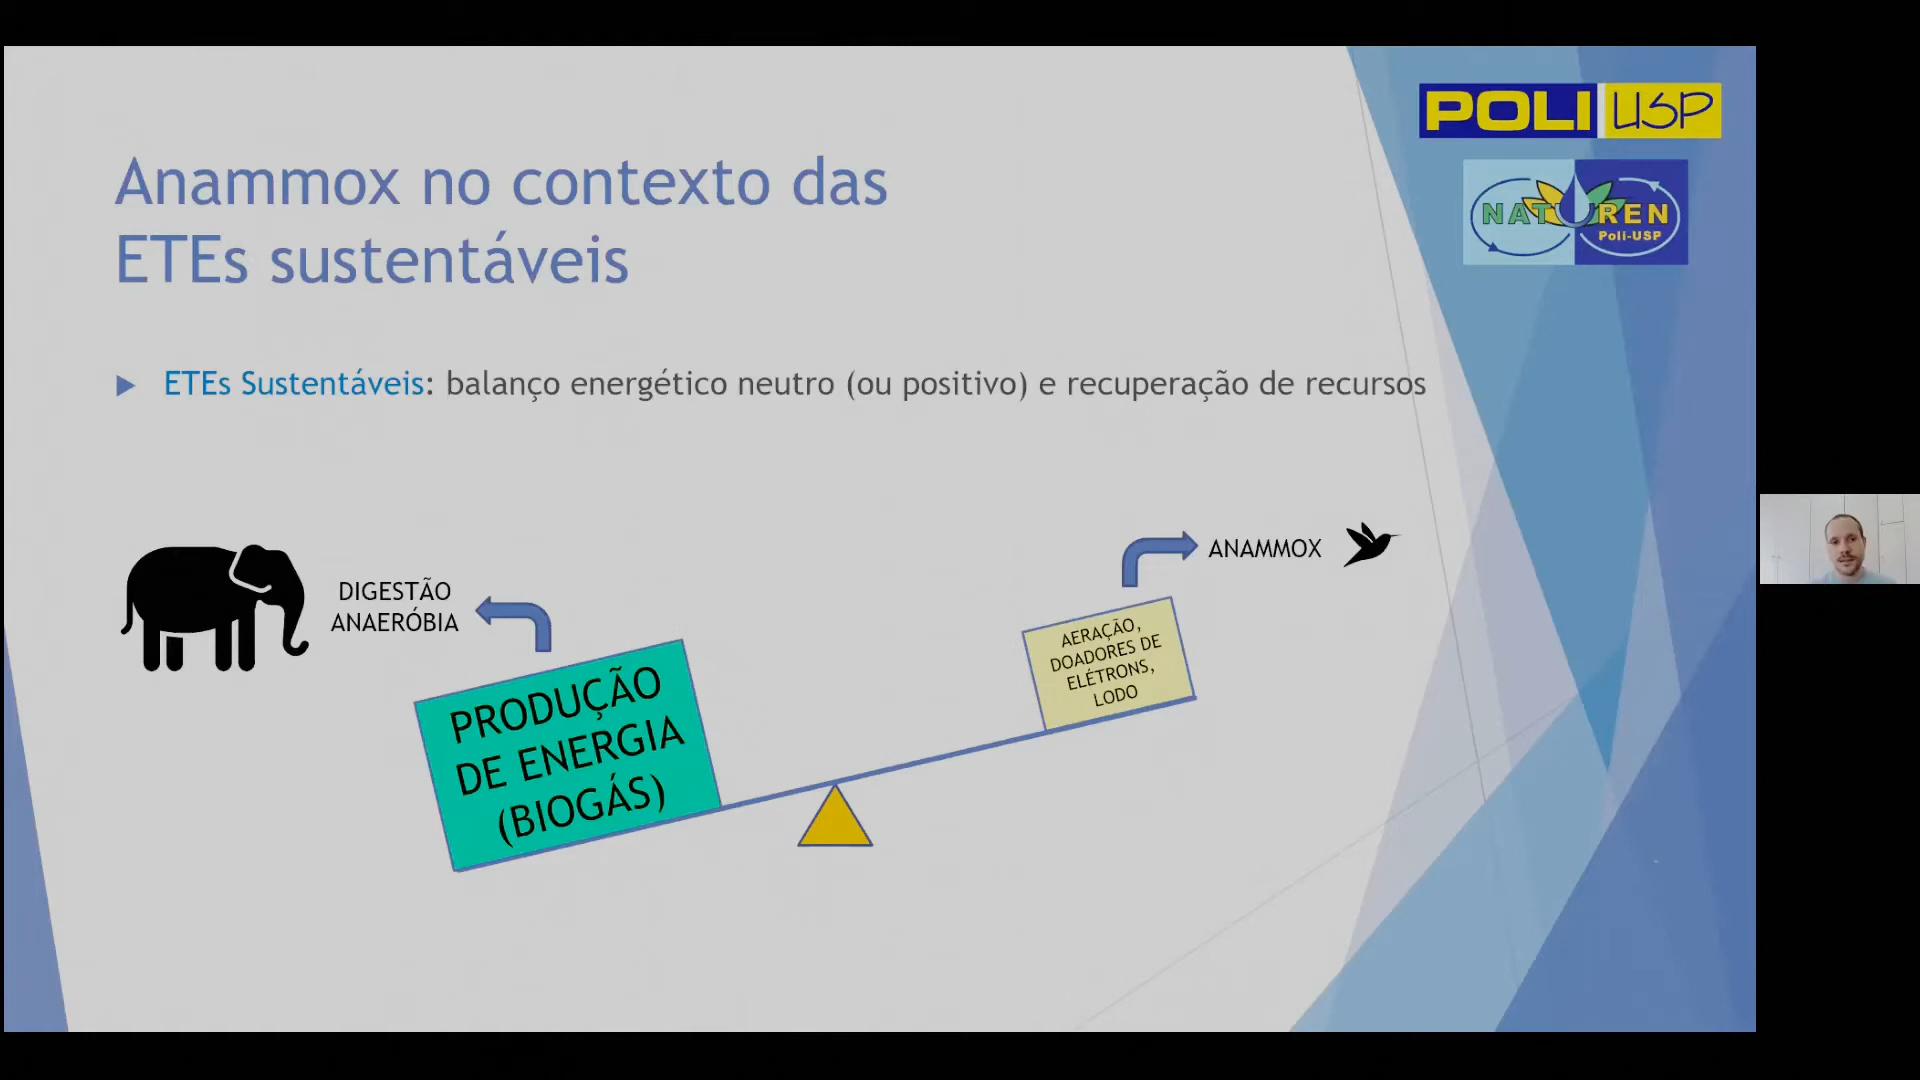 POLI USP
NATUREN
Poli-USP
Anammox no contexto das
ETEs sustentáveis
ETEs Sustentáveis: balanço energético neutro (ou positivo) e recuperação de recursos
DIGESTÃO
ANAERÓBIA
PRODUÇÃO
DE ENERGIA
(BIOGÁS)
AERAÇÃO,
DOADORES DE
ELÉTRONS,
LODO
ANAMMOX